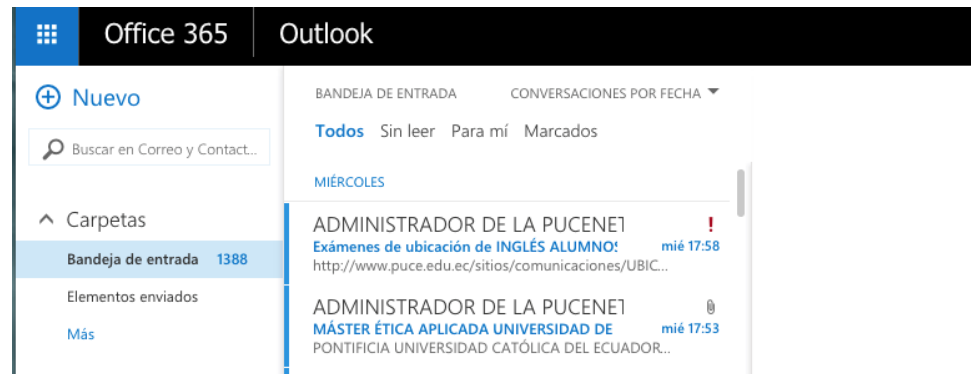 Office 365 Outlook
Nuevo
Buscar en Correo y Contact...
Carpetas
Bandeja de entrada 1388
Elementos enviados
Más
BANDEJA DE ENTRADA CONVERSACIONES POR FECHA
Todos Sin leer Para mí Marcados
MIÉRCOLES
ADMINISTRADOR DE LA PUCENET !
Exámenes de ubicación de INGLÉS ALUMNOS mié 17:58
http://www.puce.edu.ec/sitios/comunicaciones/UBIC...
ADMINISTRADOR DE LA PUCENET
MÁSTER ÉTICA APLICADA UNIVERSIDAD DE mié 17:53
PONTIFICIA UNIVERSIDAD CATÓLICA DEL ECUADOR...